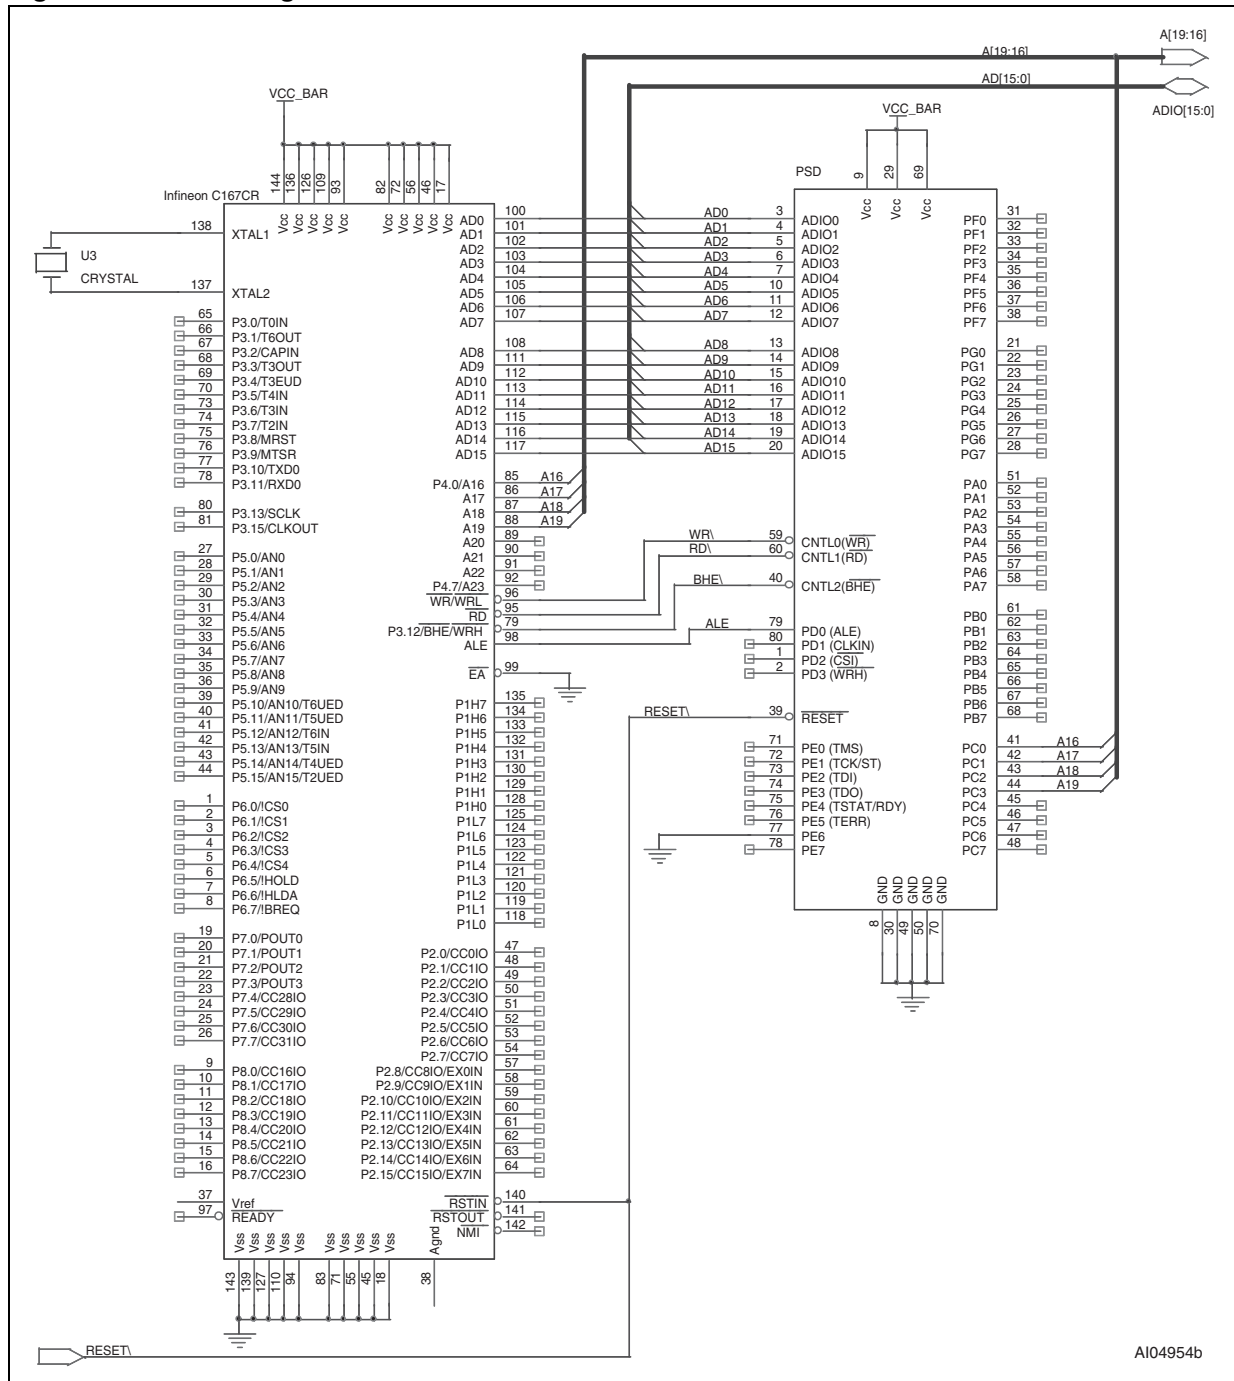 A[19:16]
A[19:16]
AD[15:0]
ADIO[15:0]
VCC_BAR
VCC_BAR
Infineon C167CR
PSD
144 136 126 109 93 82 72 56 46 17
Vcc Vcc Vcc Vcc Vcc Vcc Vcc Vcc Vcc Vcc
9 29 69
Vcc Vcc Vcc
138 XTAL1
U3
CRYSTAL
137 XTAL2
65 P3.0/T0IN
66 P3.1/T6OUT
67 P3.2/CAPIN
68 P3.3/T3OUT
69 P3.4/T3EUD
70 P3.5/T4IN
73 P3.6/T3IN
74 P3.7/T2IN
75 P3.8/MRST
76 P3.9/MTSR
77 P3.10/TXD0
78 P3.11/RXD0
80 P3.13/SCLK
81 P3.15/CLKOUT
27 P5.0/AN0
28 P5.1/AN1
29 P5.2/AN2
30 P5.3/AN3
31 P5.4/AN4
32 P5.5/AN5
33 P5.6/AN6
34 P5.7/AN7
35 P5.8/AN8
36 P5.9/AN9
39 P5.10/AN10/T6UED
40 P5.11/AN11/T5UED
41 P5.12/AN12/T6IN
42 P5.13/AN13/T5IN
43 P5.14/AN14/T4UED
44 P5.15/AN15/T2UED
1 P6.0/!CS0
2 P6.1/!CS1
3 P6.2/!CS2
4 P6.3/!CS3
5 P6.4/!CS4
6 P6.5/!HOLD
7 P6.6/!HLDA
8 P6.7/!BREQ
19 P7.0/POUT0
20 P7.1/POUT1
21 P7.2/POUT2
22 P7.3/POUT3
23 P7.4/CC28IO
24 P7.5/CC29IO
25 P7.6/CC30IO
26 P7.7/CC31IO
9 P8.0/CC16IO
10 P8.1/CC17IO
11 P8.2/CC18IO
12 P8.3/CC19IO
13 P8.4/CC20IO
14 P8.5/CC21IO
15 P8.6/CC22IO
16 P8.7/CC23IO
37 Vref
97 READY
AD0 100 AD0 3 ADIO0
AD1 101 AD1 4 ADIO1
AD2 102 AD2 5 ADIO2
AD3 103 AD3 6 ADIO3
AD4 104 AD4 7 ADIO4
AD5 105 AD5 10 ADIO5
AD6 106 AD6 11 ADIO6
AD7 107 AD7 12 ADIO7
AD8 108 AD8 13 ADIO8
AD9 111 AD9 14 ADIO9
AD10 112 AD10 15 ADIO10
AD11 113 AD11 16 ADIO11
AD12 114 AD12 17 ADIO12
AD13 115 AD13 18 ADIO13
AD14 116 AD14 19 ADIO14
AD15 117 AD15 20 ADIO15
P4.0/A16 85 A16
A17 86 A17
A18 87 A18
A19 88 A19
A20 89
A21 90
A22 91
P4.7/A23 92
WR/WRL 96
RD 95
P3.12/BHE/WRH 79
ALE 98
EA 99
P1H7 135
P1H6 134
P1H5 133
P1H4 132
P1H3 131
P1H2 130
P1H1 129
P1H0 128
P1L7 125
P1L6 124
P1L5 123
P1L4 122
P1L3 121
P1L2 120
P1L1 119
P1L0 118
P2.0/CC0IO 47
P2.1/CC1IO 48
P2.2/CC2IO 49
P2.3/CC3IO 50
P2.4/CC4IO 51
P2.5/CC5IO 52
P2.6/CC6IO 53
P2.7/CC7IO 54
P2.8/CC8IO/EX0IN 57
P2.9/CC9IO/EX1IN 58
P2.10/CC10IO/EX2IN 59
P2.11/CC11IO/EX3IN 60
P2.12/CC12IO/EX4IN 61
P2.13/CC13IO/EX5IN 62
P2.14/CC14IO/EX6IN 63
P2.15/CC15IO/EX7IN 64
RSTIN 140
RSTOUT 141
NMI 142
WR\ 59 CNTL0(WR)
RD\ 60 CNTL1(RD)
BHE\ 40 CNTL2(BHE)
ALE 79 PD0 (ALE)
80 PD1 (CLKIN)
1 PD2 (CSI)
2 PD3 (WRH)
RESET\ 39 RESET
71 PE0 (TMS)
72 PE1 (TCK/ST)
73 PE2 (TDI)
74 PE3 (TDO)
75 PE4 (TSTAT/RDY)
76 PE5 (TERR)
77 PE6
78 PE7
PF0 31
PF1 32
PF2 33
PF3 34
PF4 35
PF5 36
PF6 37
PF7 38
PG0 21
PG1 22
PG2 23
PG3 24
PG4 25
PG5 26
PG6 27
PG7 28
PA0 51
PA1 52
PA2 53
PA3 54
PA4 55
PA5 56
PA6 57
PA7 58
PB0 61
PB1 62
PB2 63
PB3 64
PB4 65
PB5 66
PB6 67
PB7 68
PC0 41 A16
PC1 42 A17
PC2 43 A18
PC3 44 A19
PC4 45
PC5 46
PC6 47
PC7 48
GND GND GND GND GND
8 30 49 50 70
Vss Vss Vss Vss Vss Vss Vss Vss Vss Vss Agnd
143 139 127 110 94 83 71 55 45 18 38
RESET\
AI04954b